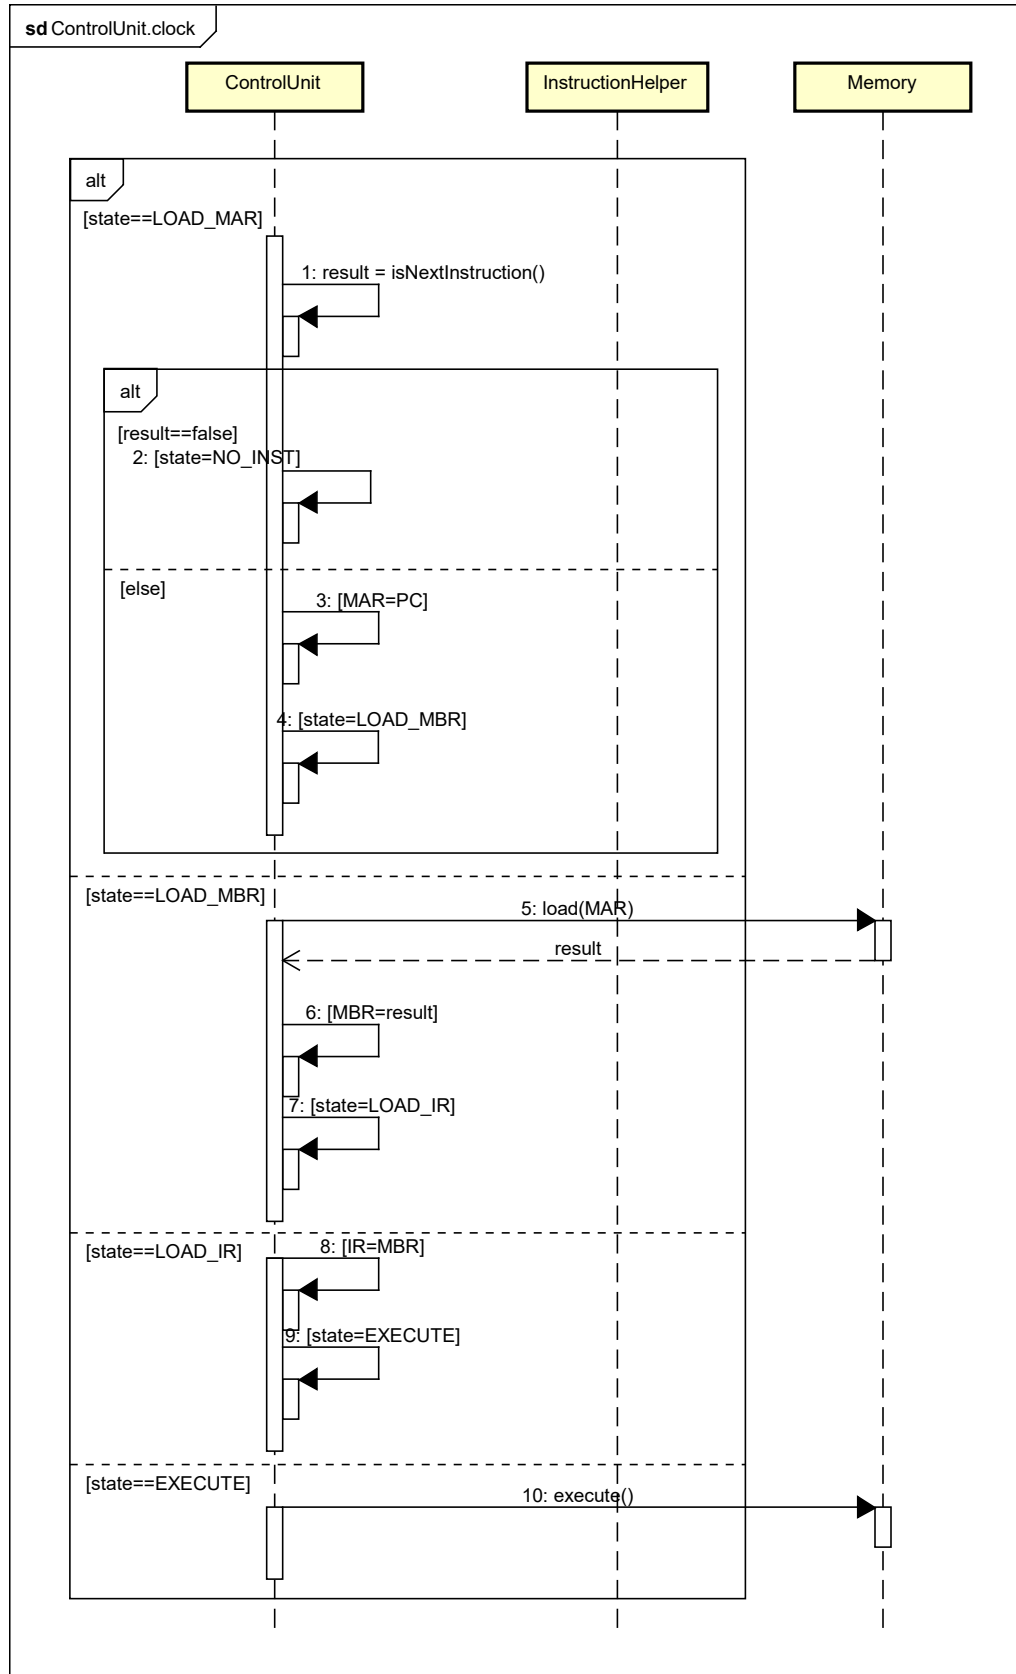 sd ControlUnit.clock
ControlUnit
InstructionHelper
Memory
alt
[state==LOAD_MAR]
1: result = isNextInstruction()
alt
[result==false]
2: [state=NO_INST]
[else]
3: [MAR=PC]
4: [state=LOAD_MBR]
[state==LOAD_MBR]
5: load(MAR)
result
6: [MBR=result]
7: [state=LOAD_IR]
[state==LOAD_IR]
8: [IR=MBR]
9: [state=EXECUTE]
[state==EXECUTE]
10: execute()